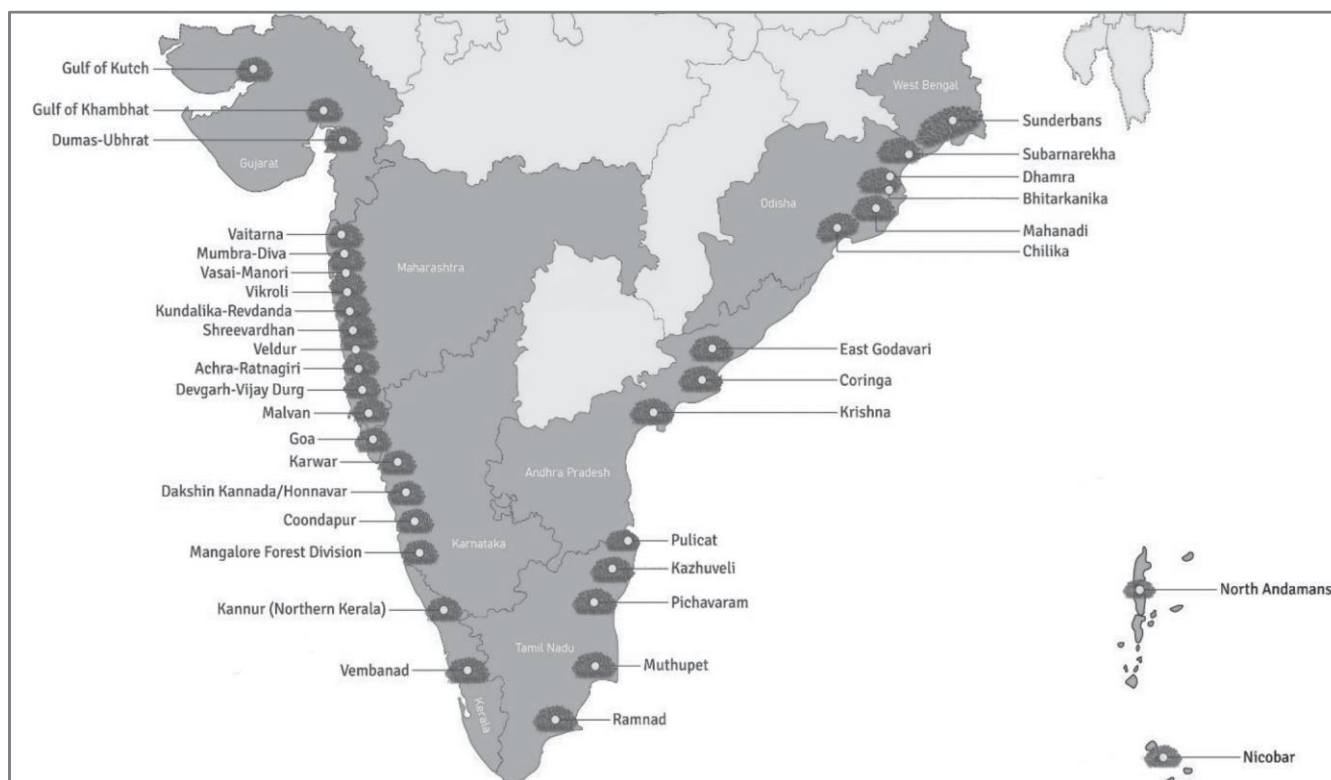 Gulf of Kutch
Gulf of Khambhat
Dumas-Ubhrat
Gujarat
Vaitarna
Mumbra-Diva
Vasai-Manori
Vikroli
Kundalika-Revdanda
Shreevardhan
Veldur
Achra-Ratnagiri
Devgarh-Vijay Durg
Malvan
Goa
Karwar
Dakshin Kannada/Honnavar
Coondapur
Mangalore Forest Division
Kannur (Northern Kerala)
Vembanad
Maharashtra
Karnataka
Kerala
Tamil Nadu
Andhra Pradesh
Odisha
West Bengal
Sunderbans
Subarnarekha
Dhamra
Bhitarkanika
Mahanadi
Chilika
East Godavari
Coringa
Krishna
Pulicat
Kazhuveli
Pichavaram
Muthupet
Ramnad
North Andamans
Nicobar